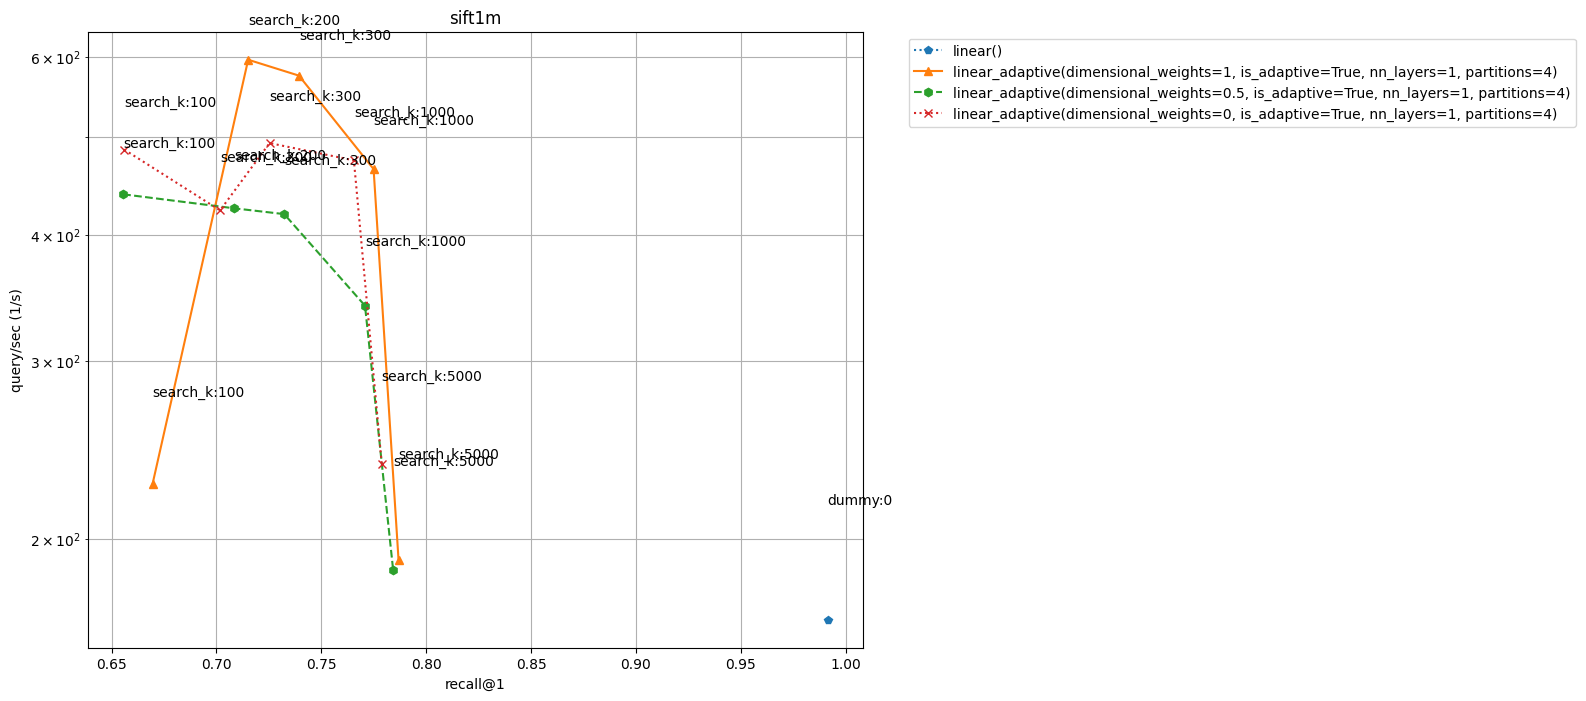 sift1m
search_k:200
search_k:300
6 × 10²
search_k:300
search_k:100
search_k:1000
search_k:1000
search_k:100
search_k:200
search_k:200
search_k:300
4 × 10²
search_k:1000
3 × 10²
search_k:5000
search_k:100
search_k:5000
search_k:5000
dummy:0
2 × 10²
query/sec (1/s)
0.65 0.70 0.75 0.80 0.85 0.90 0.95 1.00
recall@1
linear()
linear_adaptive(dimensional_weights=1, is_adaptive=True, nn_layers=1, partitions=4)
linear_adaptive(dimensional_weights=0.5, is_adaptive=True, nn_layers=1, partitions=4)
linear_adaptive(dimensional_weights=0, is_adaptive=True, nn_layers=1, partitions=4)